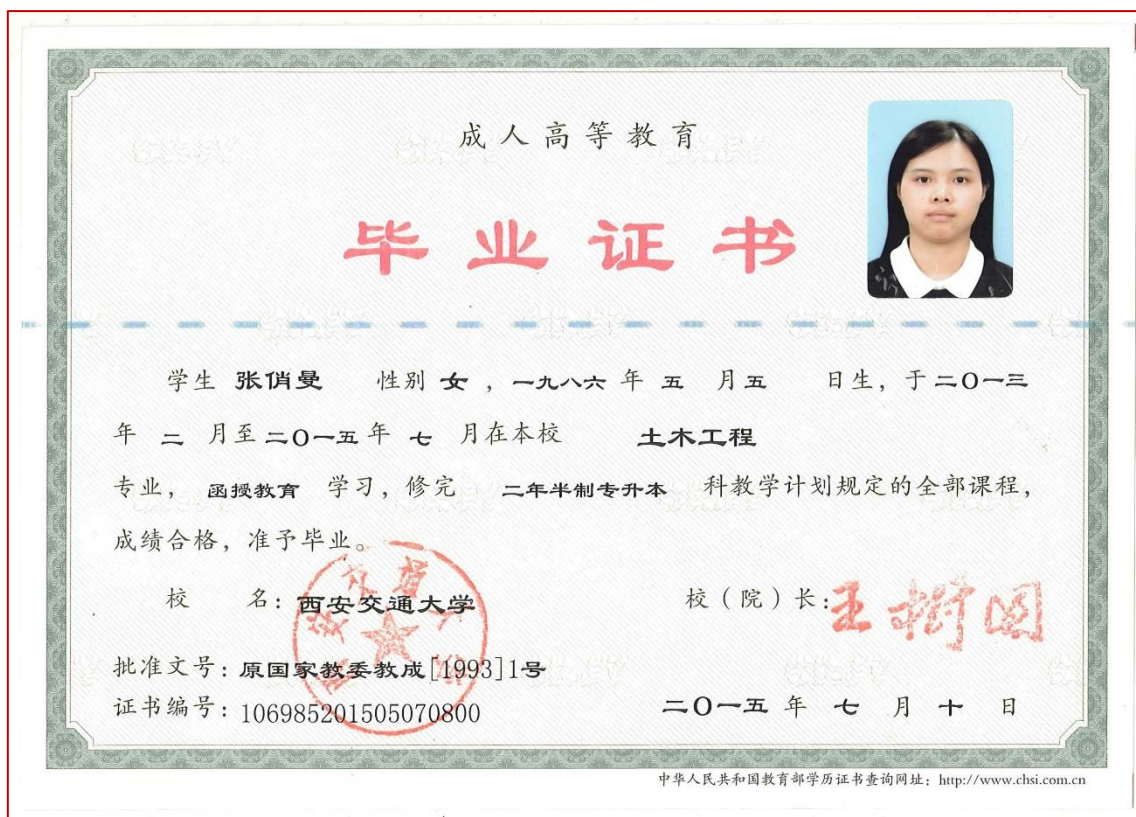 成人高等教育
毕业证书
学生 张俏曼 性别 女 ，一九八六 年 五 月五 日生，于二〇一三
年 二 月至二〇一五年 七 月在本校 土木工程
专业， 函授教育 学习，修完 二年半制专升本 科教学计划规定的全部课程，
成绩合格，准予毕业。
校 名：西安交通大学 校（院）长：王树国
批准文号：原国家教委教成[1993]1号
证书编号：106985201505070800 二〇一五 年 七 月 十 日
中华人民共和国教育部学历证书查询网址：http://www.chsi.com.cn